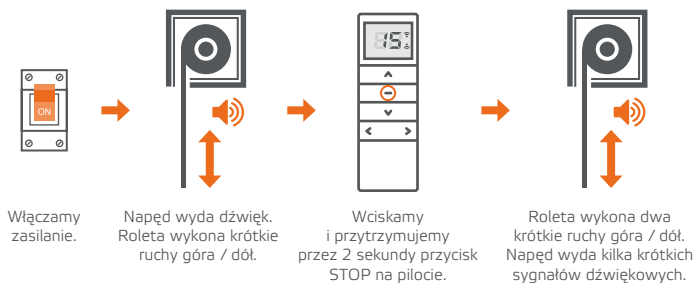 ON
15
Włączamy
zasilanie.
Napęd wyda dźwięk.
Roleta wykona krótkie
ruchy góra / dół.
Wciskamy
i przytrzymujemy
przez 2 sekundy przycisk
STOP na pilocie.
Roleta wykona dwa
krótkie ruchy góra / dół.
Napęd wyda kilka krótkich
sygnałów dźwiękowych.